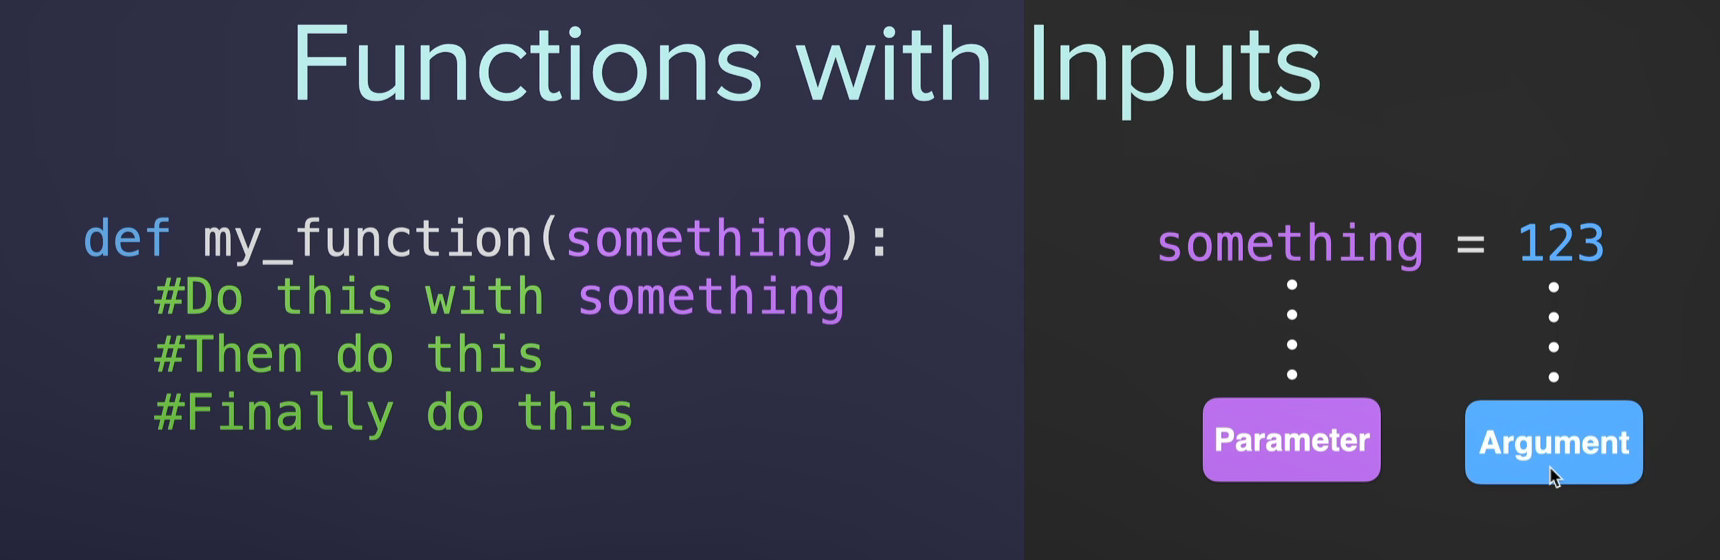 Functions with Inputs
def my_function(something):
#Do this with something
#Then do this
#Finally do this
something = 123
Parameter
Argument